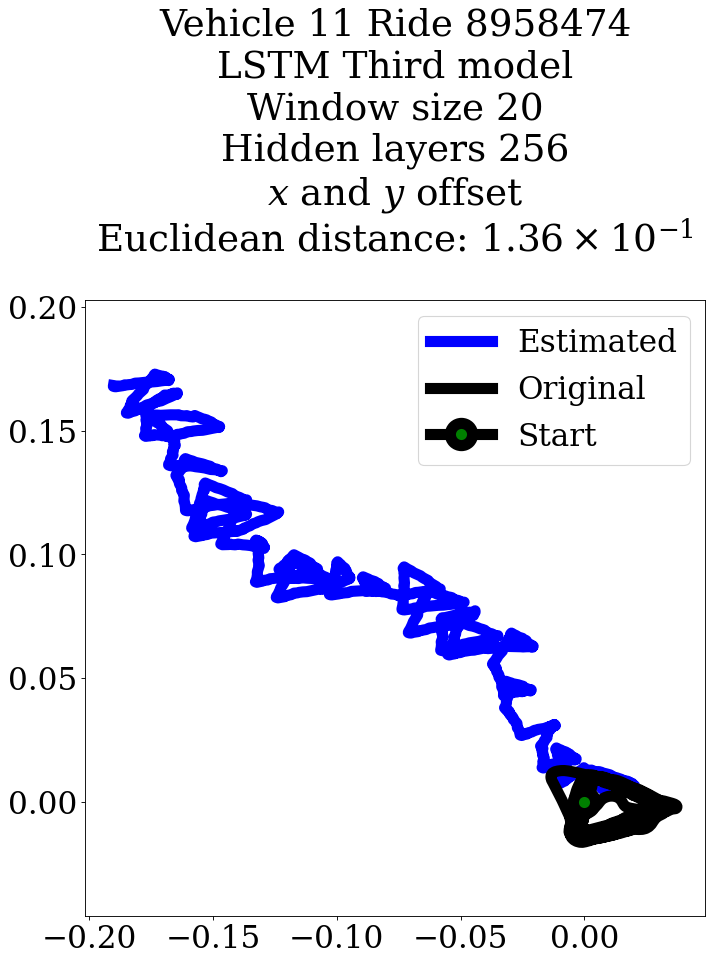 Vehicle 11 Ride 8958474
LSTM Third model
Window size 20
Hidden layers 256
x and y offset
Euclidean distance: 1.36 × 10⁻¹
0.20
Estimated
Original
Start
0.15
0.10
0.05
0.00
−0.20 −0.15 −0.10 −0.05 0.00